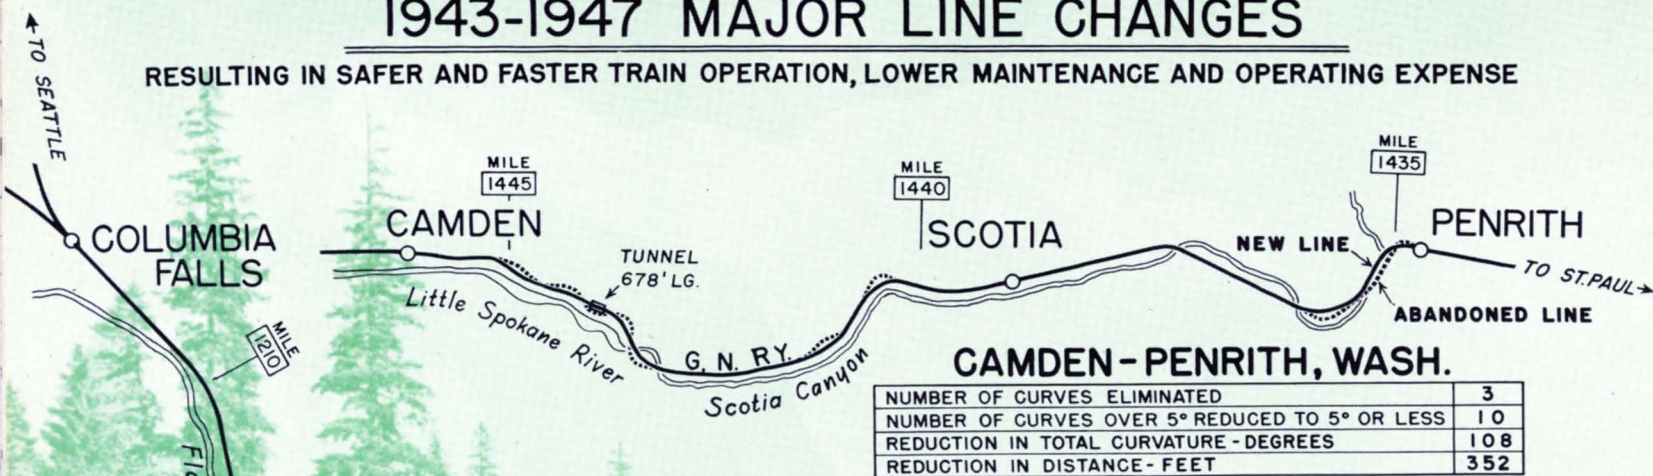 1943-1947 MAJOR LINE CHANGES
RESULTING IN SAFER AND FASTER TRAIN OPERATION, LOWER MAINTENANCE AND OPERATING EXPENSE
TO SEATTLE
COLUMBIA
FALLS
MILE
1210
MILE
1445
CAMDEN
TUNNEL
678' LG.
Little Spokane River
G. N. RY.
Scotia Canyon
MILE
1440
SCOTIA
MILE
1435
PENRITH
NEW LINE
TO ST. PAUL
ABANDONED LINE
CAMDEN-PENRITH, WASH.
NUMBER OF CURVES ELIMINATED 3
NUMBER OF CURVES OVER 5° REDUCED TO 5° OR LESS 10
REDUCTION IN TOTAL CURVATURE - DEGREES 108
REDUCTION IN DISTANCE - FEET 352